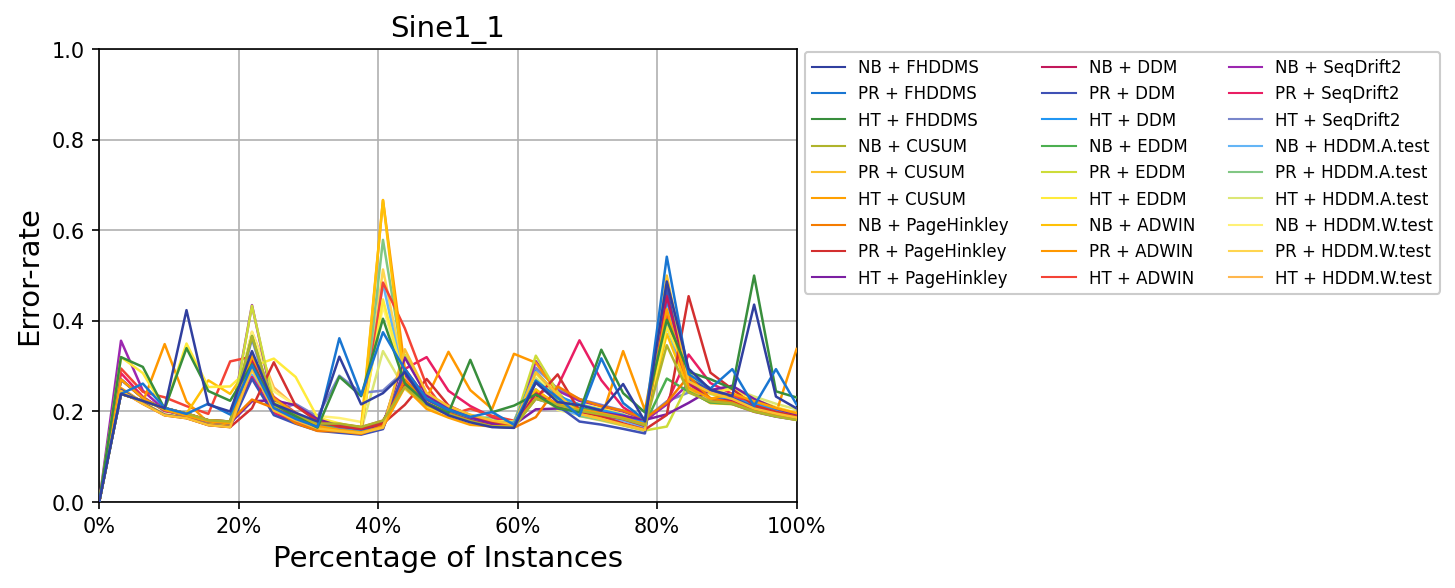 Sine1_1
1.0
0.8
0.6
0.4
0.2
0.0
Error-rate
0% 20% 40% 60% 80% 100%
Percentage of Instances
NB + FHDDMS
PR + FHDDMS
HT + FHDDMS
NB + CUSUM
PR + CUSUM
HT + CUSUM
NB + PageHinkley
PR + PageHinkley
HT + PageHinkley
NB + DDM
PR + DDM
HT + DDM
NB + EDDM
PR + EDDM
HT + EDDM
NB + ADWIN
PR + ADWIN
HT + ADWIN
NB + SeqDrift2
PR + SeqDrift2
HT + SeqDrift2
NB + HDDM.A.test
PR + HDDM.A.test
HT + HDDM.A.test
NB + HDDM.W.test
PR + HDDM.W.test
HT + HDDM.W.test